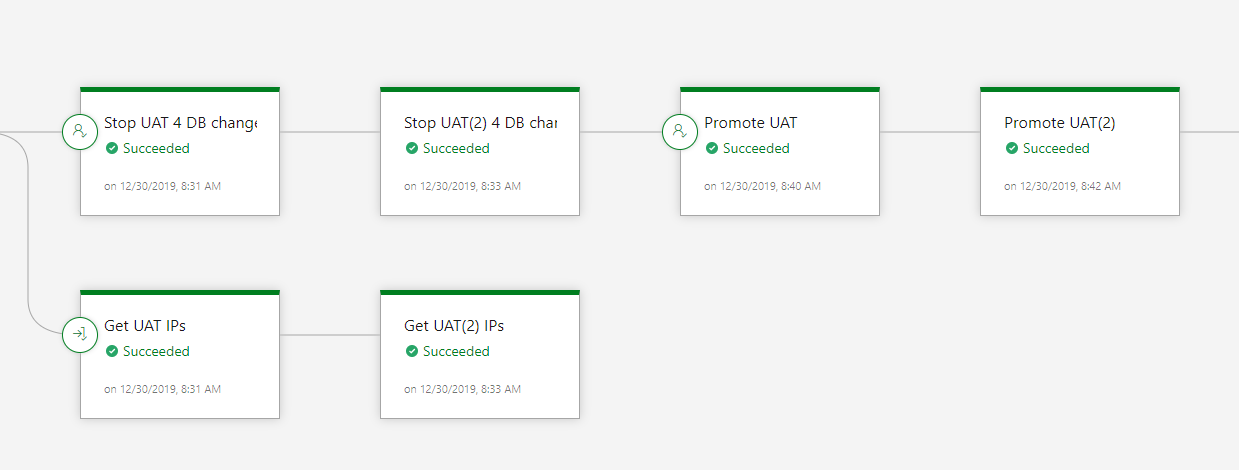 Stop UAT 4 DB change
Succeeded
on 12/30/2019, 8:31 AM
Stop UAT(2) 4 DB
Succeeded
on 12/30/2019, 8:33 AM
Promote UAT
Succeeded
on 12/30/2019, 8:40 AM
Promote UAT(2)
Succeeded
on 12/30/2019, 8:42 AM
Get UAT IPs
Succeeded
on 12/30/2019, 8:31 AM
Get UAT(2) IPs
Succeeded
on 12/30/2019, 8:33 AM